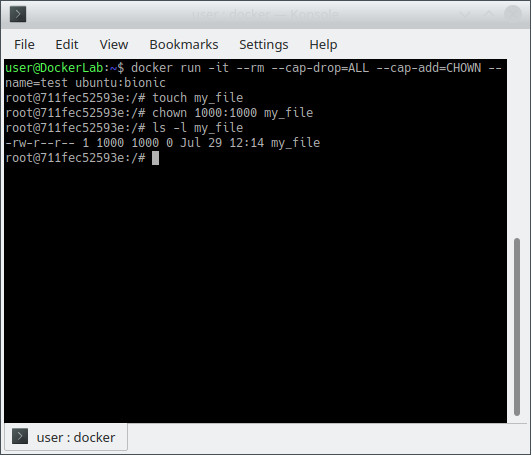 user : docker — Konsole
File Edit View Bookmarks Settings Help
user@DockerLab:~$ docker run -it --rm --cap-drop=ALL --cap-add=CHOWN --
name=test ubuntu:bionic
root@711fec52593e:/# touch my_file
root@711fec52593e:/# chown 1000:1000 my_file
root@711fec52593e:/# ls -l my_file
-rw-r--r-- 1 1000 1000 0 Jul 29 12:14 my_file
root@711fec52593e:/#
user : docker